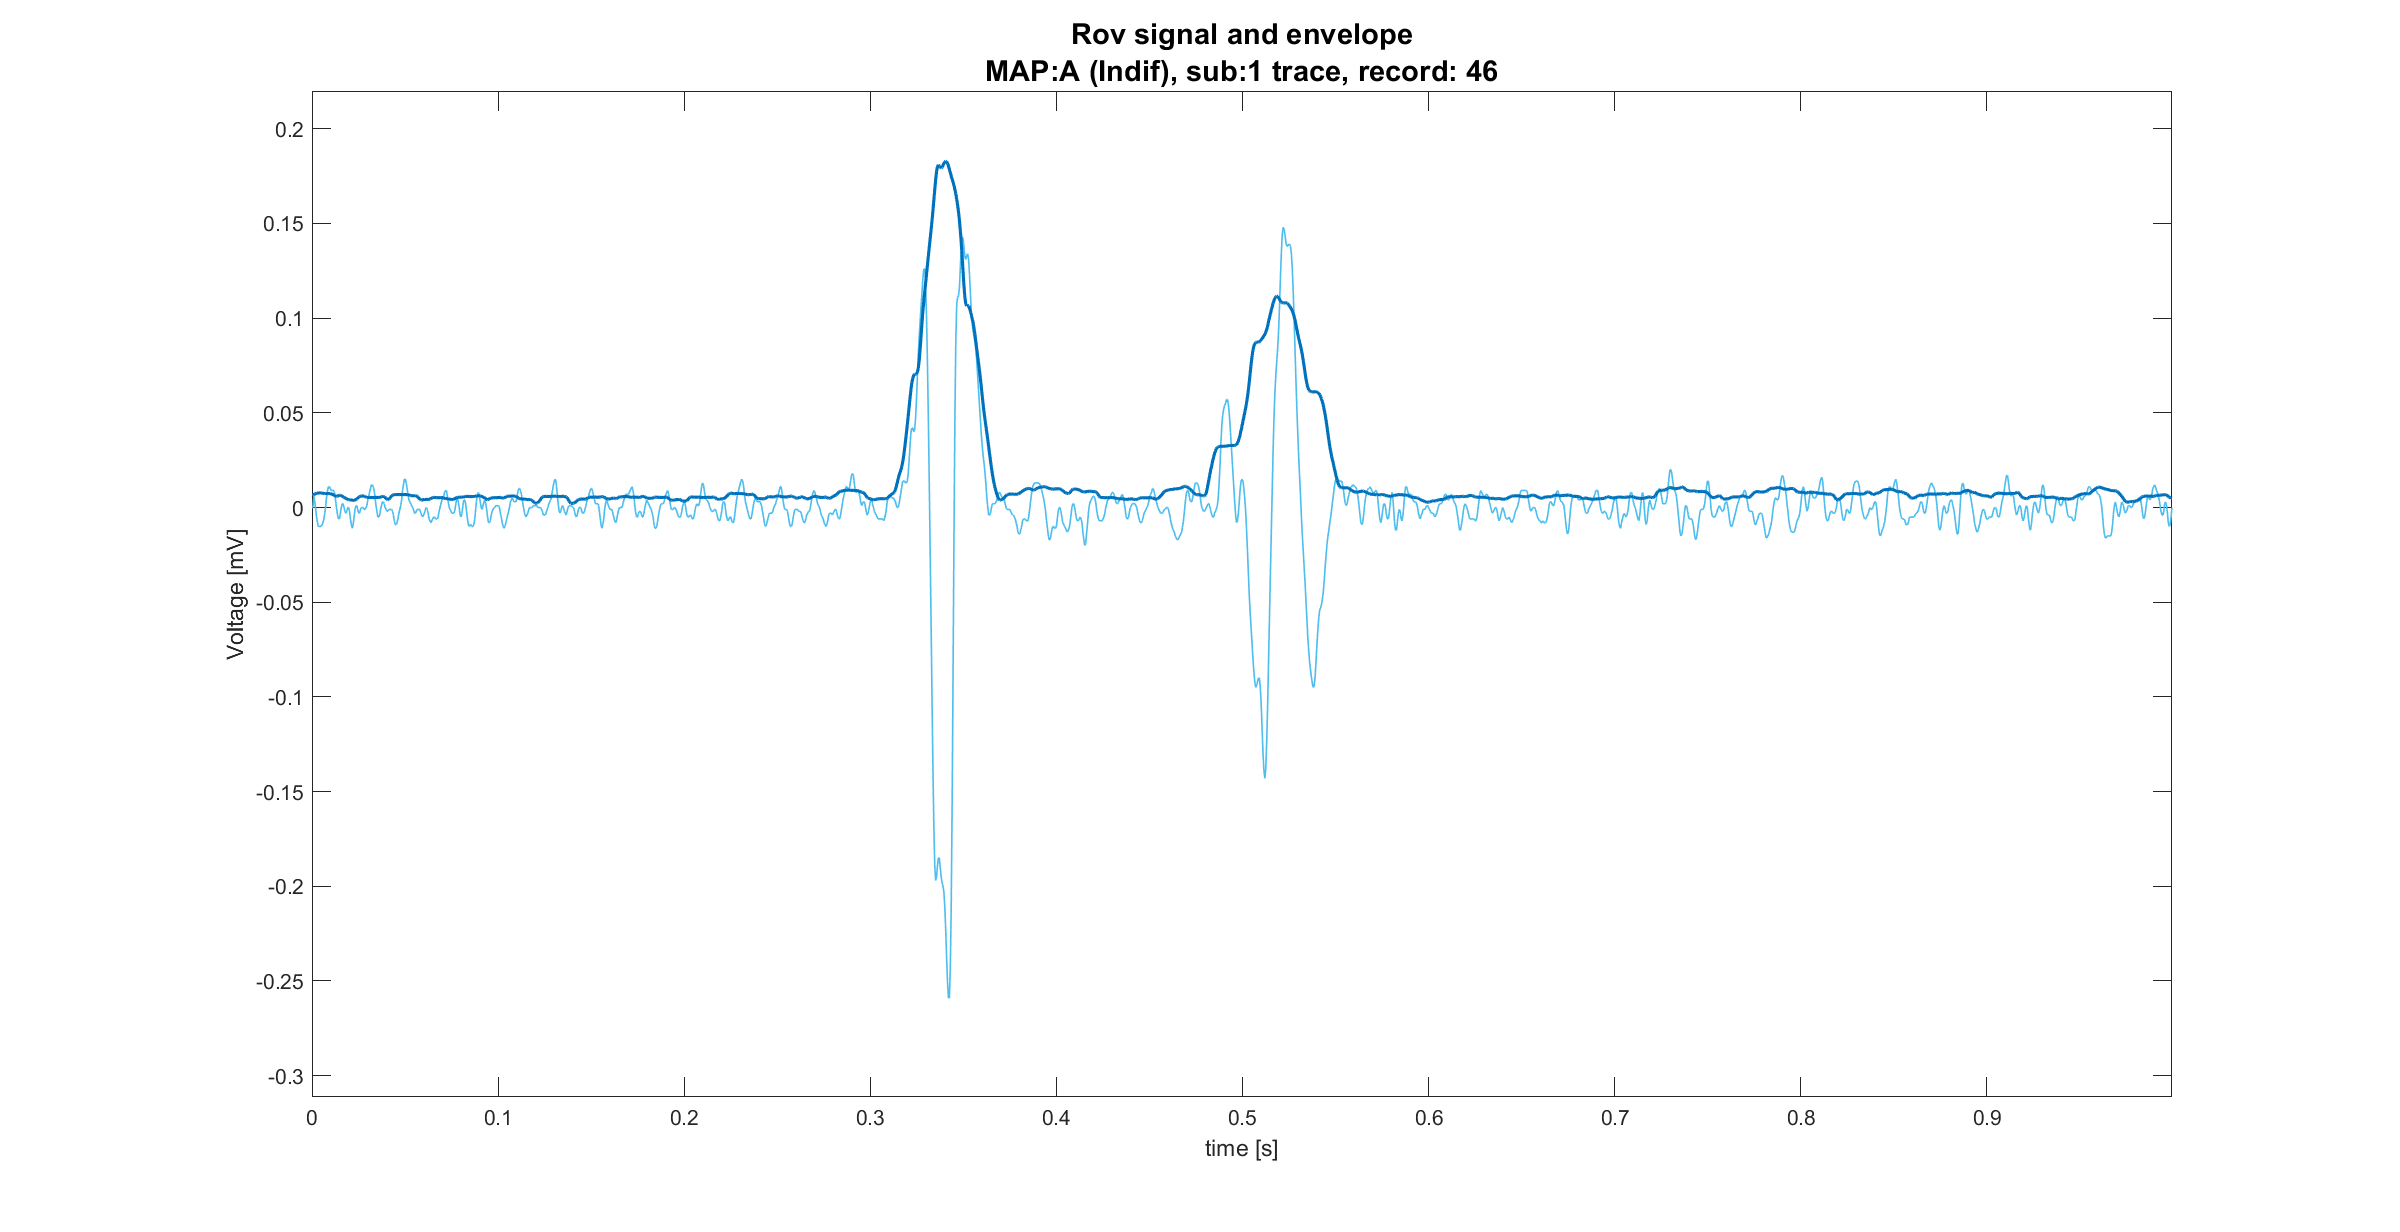 Rov signal and envelope
MAP:A (Indif), sub:1 trace, record: 46
0.2
0.15
0.1
0.05
0
-0.05
-0.1
-0.15
-0.2
-0.25
-0.3
Voltage [mV]
0 0.1 0.2 0.3 0.4 0.5 0.6 0.7 0.8 0.9
time [s]